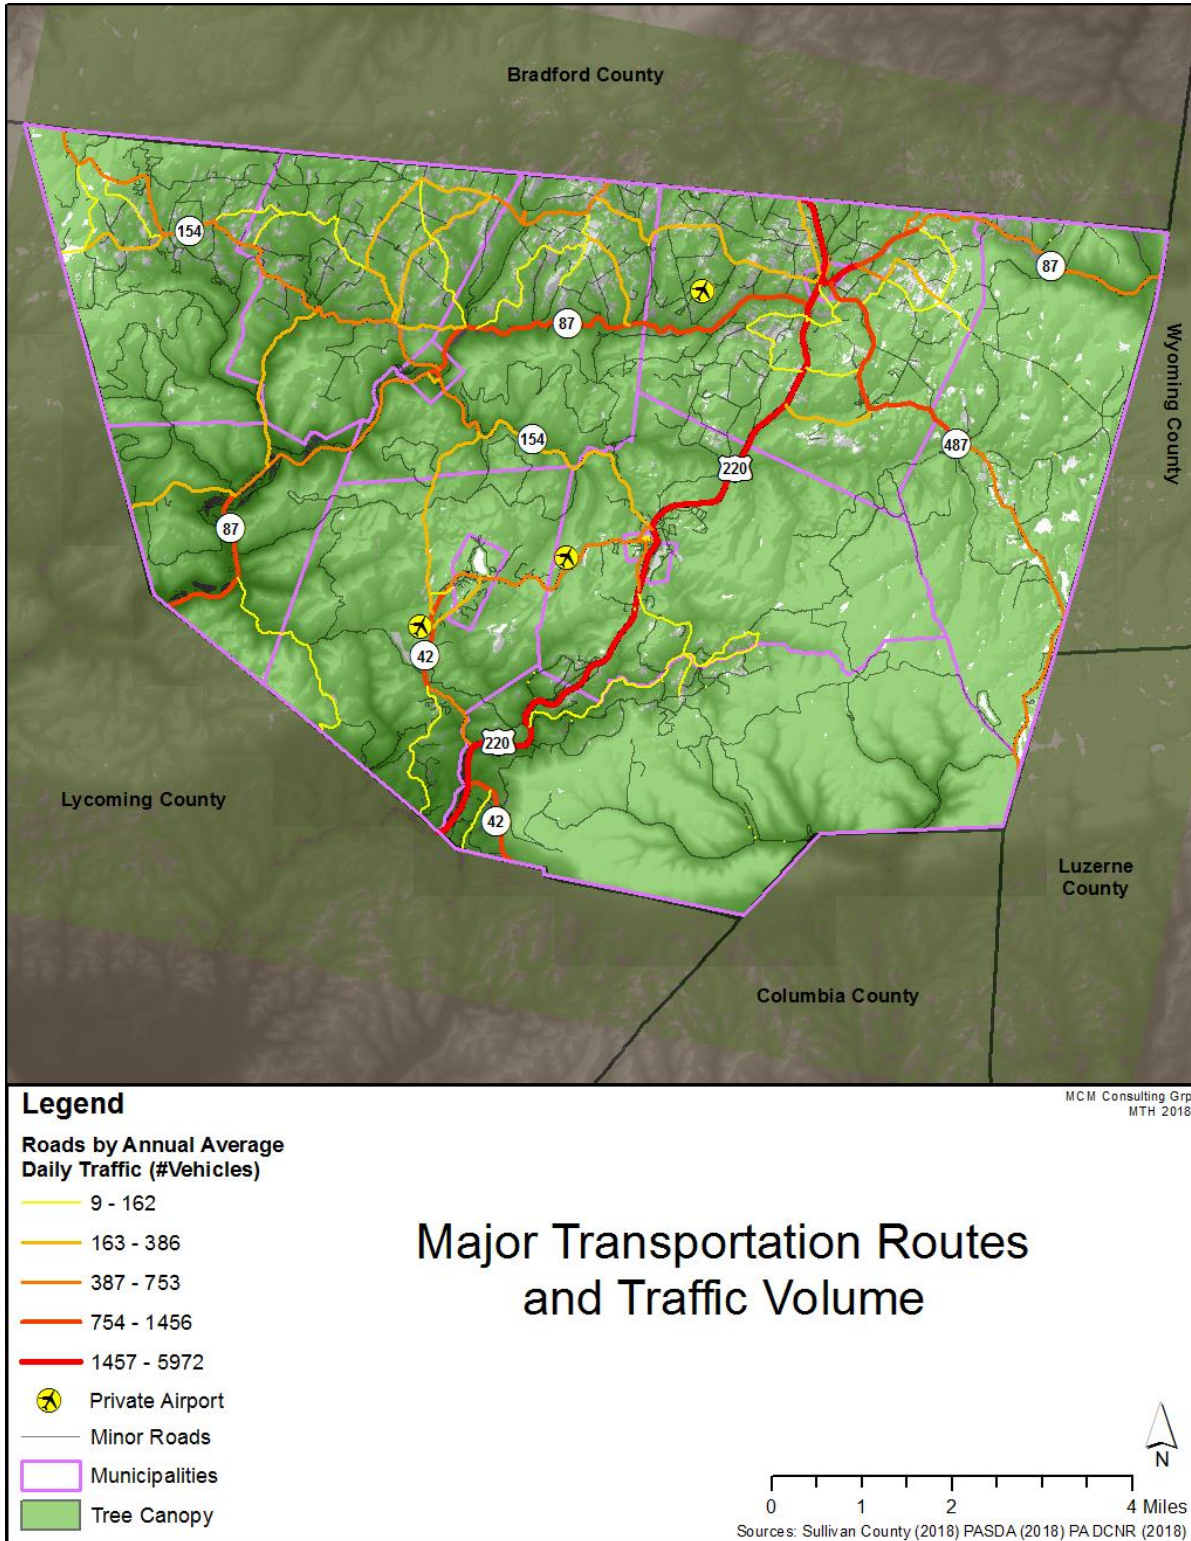 Bradford County
154
87
87
Wyoming County
154
487
220
87
42
220
Lycoming County
42
Luzerne
County
Columbia County
Legend
MCM Consulting Grp
MTH 2018
Roads by Annual Average
Daily Traffic (#Vehicles)
9 - 162
163 - 386
387 - 753
754 - 1456
1457 - 5972
Private Airport
Minor Roads
Municipalities
Tree Canopy
Major Transportation Routes
and Traffic Volume
N
0 1 2 4 Miles
Sources: Sullivan County (2018) PASDA (2018) PA DCNR (2018)